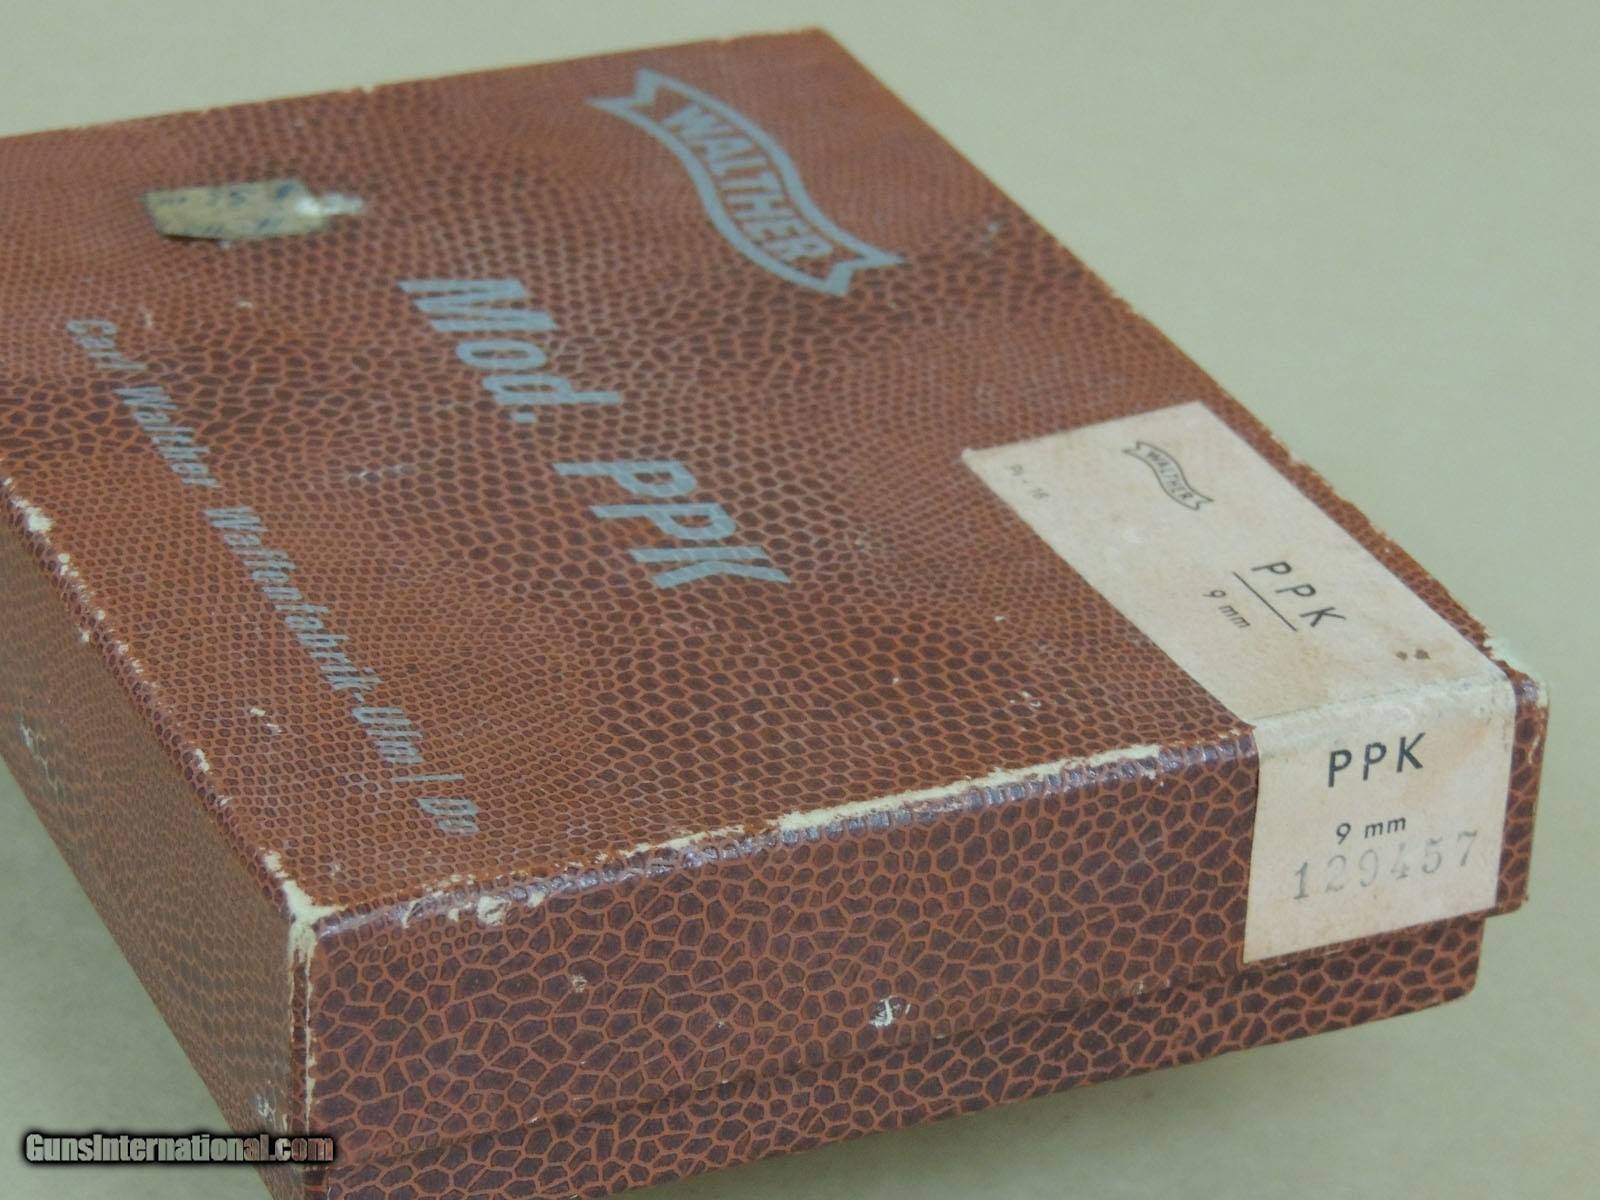 WALTHER
Mod. PPK
Carl Walther Waffenfabrik-Ulm/Do
WALTHER
PPK
9 mm
PPK
9 mm
129457
GunsInternational.com